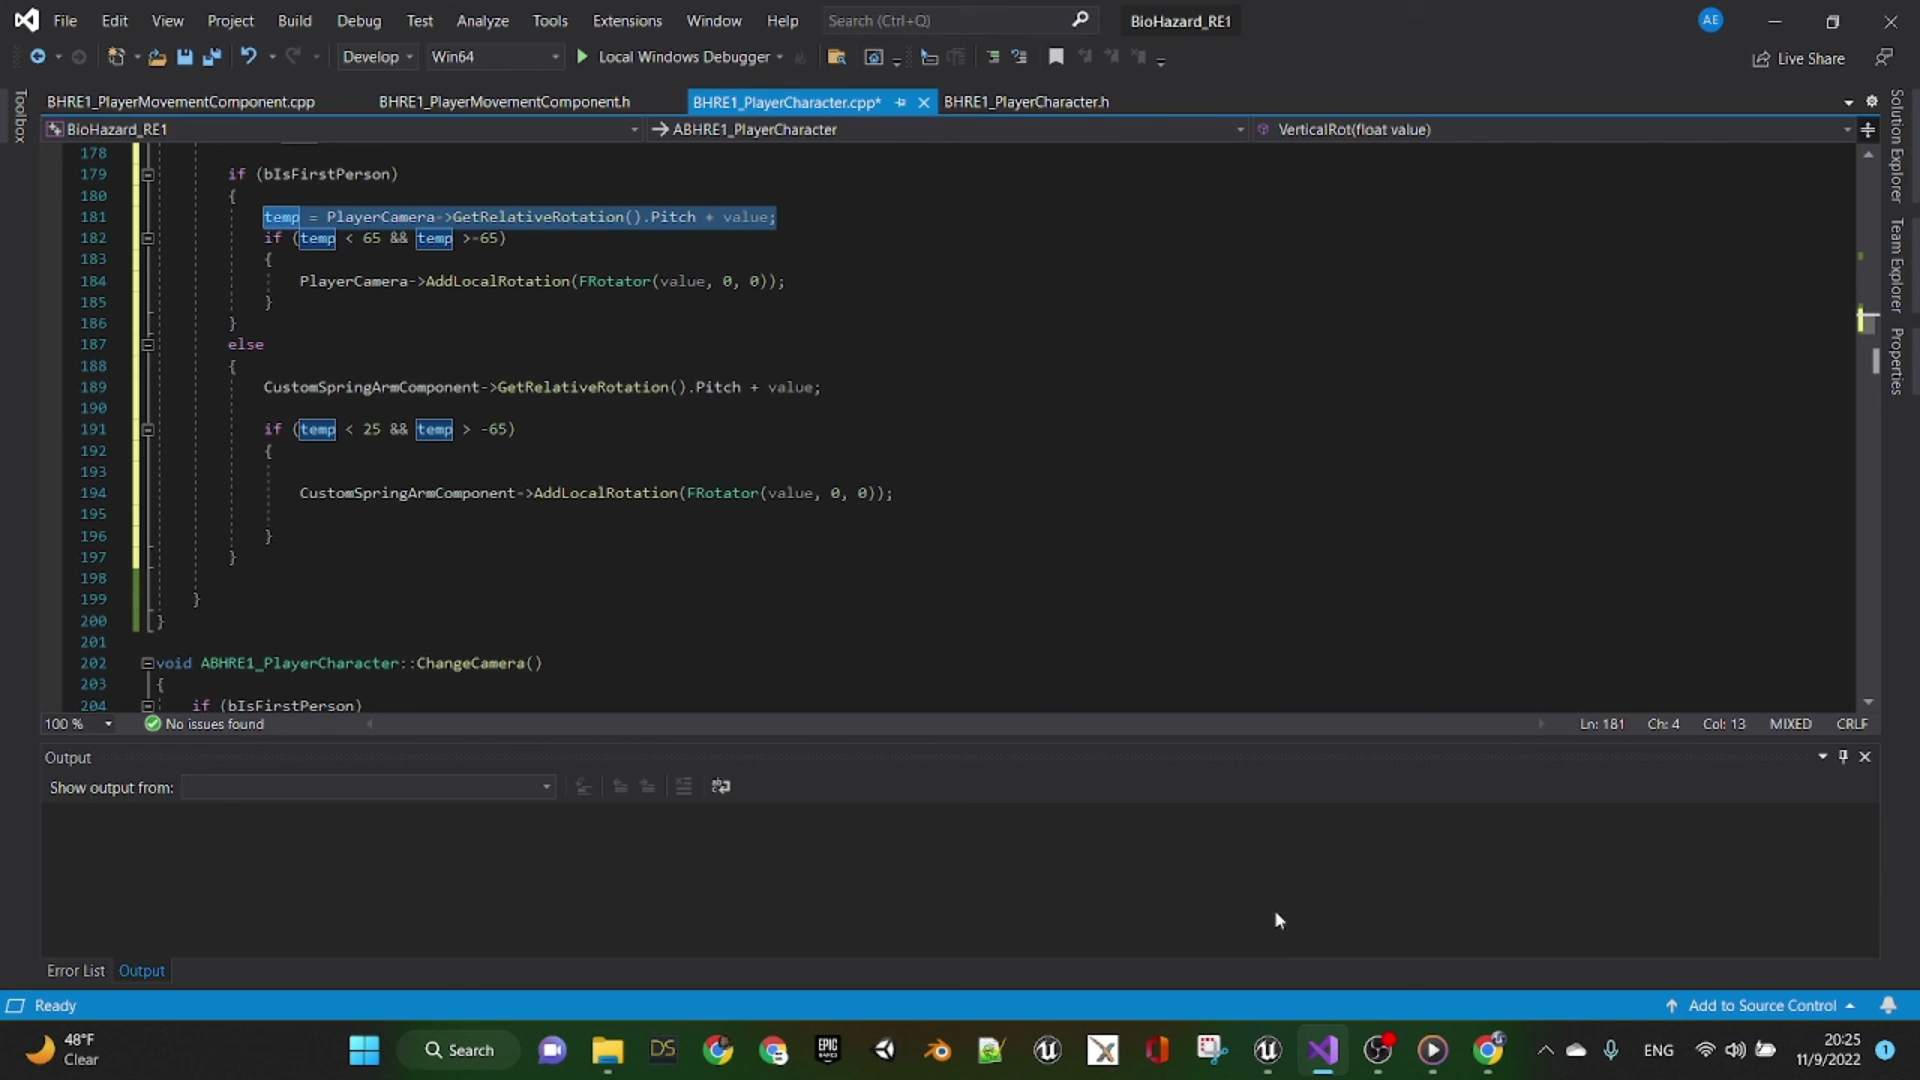 File Edit View Project Build Debug Test Analyze Tools Extensions Window Help Search (Ctrl+Q) BioHazard_RE1 AE
Develop Win64 Local Windows Debugger Live Share
BHRE1_PlayerMovementComponent.cpp BHRE1_PlayerMovementComponent.h BHRE1_PlayerCharacter.cpp* BHRE1_PlayerCharacter.h
BioHazard_RE1 ABHRE1_PlayerCharacter VerticalRot(float value)
Toolbox
Solution Explorer
Team Explorer
Properties
178
179 if (bIsFirstPerson)
180 {
181 temp = PlayerCamera->GetRelativeRotation().Pitch + value;
182 if (temp < 65 && temp >-65)
183 {
184 PlayerCamera->AddLocalRotation(FRotator(value, 0, 0));
185 }
186 }
187 else
188 {
189 CustomSpringArmComponent->GetRelativeRotation().Pitch + value;
190
191 if (temp < 25 && temp > -65)
192 {
193
194 CustomSpringArmComponent->AddLocalRotation(FRotator(value, 0, 0));
195
196 }
197 }
198
199 }
200 }
201
202 void ABHRE1_PlayerCharacter::ChangeCamera()
203 {
204 if (bIsFirstPerson)
100 % No issues found Ln: 181 Ch: 4 Col: 13 MIXED CRLF
Output
Show output from:
Error List Output
Ready Add to Source Control
48°F
Clear
Search DS EPIC GAMES ENG
20:25
11/9/2022 1